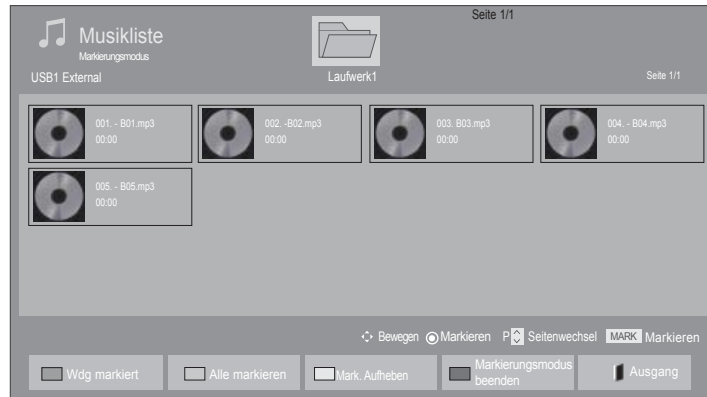 Seite 1/1
Musikliste
Markierungsmodus
USB1 External
Laufwerk1
Seite 1/1
001. - B01.mp3
00:00
002. -B02.mp3
00:00
003. B03.mp3
00:00
004. - B04.mp3
00:00
005. - B05.mp3
00:00
Bewegen Markieren P Seitenwechsel MARK Markieren
Wdg markiert
Alle markieren
Mark. Aufheben
Markierungsmodus
beenden
Ausgang